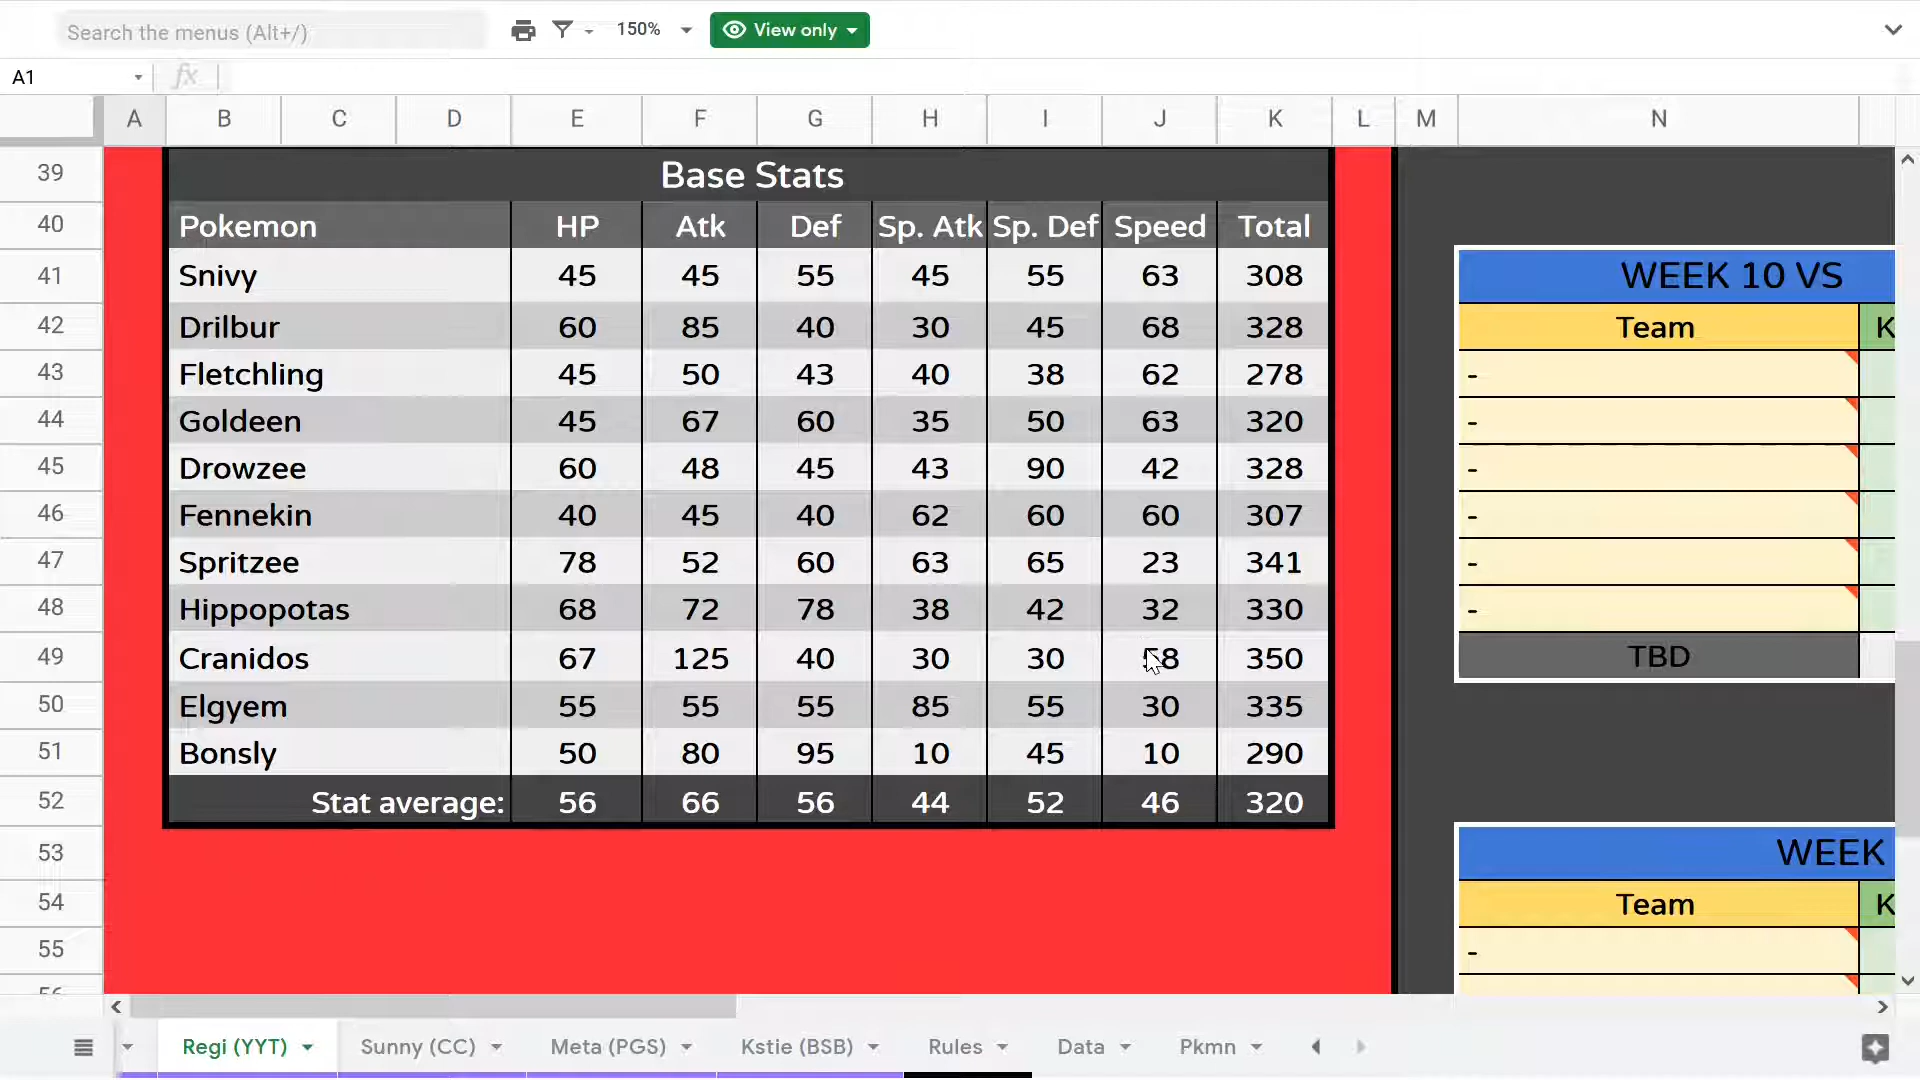 Search the menus (Alt+/) 150% View only
A1 fx
A B C D E F G H I J K L M N
39 Base Stats
40 Pokemon HP Atk Def Sp. Atk Sp. Def Speed Total
41 Snivy 45 45 55 45 55 63 308 WEEK 10 VS
42 Drilbur 60 85 40 30 45 68 328 Team K
43 Fletchling 45 50 43 40 38 62 278 -
44 Goldeen 45 67 60 35 50 63 320 -
45 Drowzee 60 48 45 43 90 42 328 -
46 Fennekin 40 45 40 62 60 60 307 -
47 Spritzee 78 52 60 63 65 23 341 -
48 Hippopotas 68 72 78 38 42 32 330 -
49 Cranidos 67 125 40 30 30 58 350 TBD
50 Elgyem 55 55 55 85 55 30 335
51 Bonsly 50 80 95 10 45 10 290
52 Stat average: 56 66 56 44 52 46 320
53 WEEK
54 Team K
55 -
56
Regi (YYT) Sunny (CC) Meta (PGS) Kstie (BSB) Rules Data Pkmn